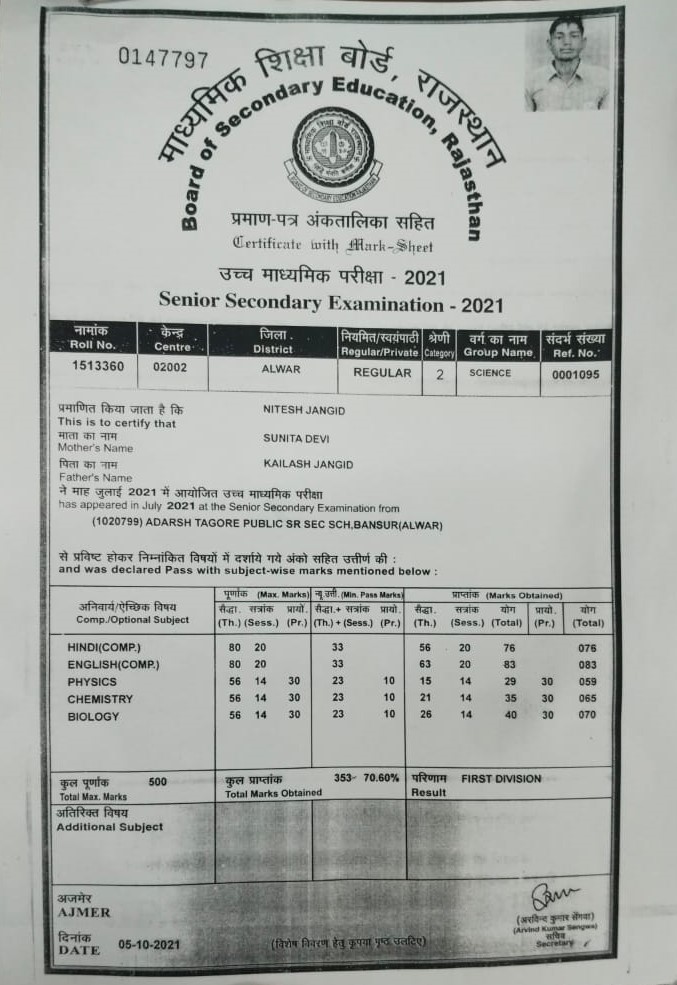 0147797
माध्यमिक शिक्षा बोर्ड, राजस्थान
Board of Secondary Education, Rajasthan
प्रमाण-पत्र अंकतालिका सहित
Certificate with Mark-Sheet
उच्च माध्यमिक परीक्षा - 2021
Senior Secondary Examination - 2021
नामांक केन्द्र जिला नियमित/स्वयंपाठी श्रेणी वर्ग का नाम संदर्भ संख्या
Roll No. Centre District Regular/Private Category Group Name Ref. No.
1513360 02002 ALWAR REGULAR 2 SCIENCE 0001095
प्रमाणित किया जाता है कि NITESH JANGID
This is to certify that
माता का नाम SUNITA DEVI
Mother's Name
पिता का नाम KAILASH JANGID
Father's Name
ने माह जुलाई 2021 में आयोजित उच्च माध्यमिक परीक्षा
has appeared in July 2021 at the Senior Secondary Examination from
(1020799) ADARSH TAGORE PUBLIC SR SEC SCH,BANSUR(ALWAR)
से प्रविष्ट होकर निम्नांकित विषयों में दर्शाये गये अंको सहित उत्तीर्ण की :
and was declared Pass with subject-wise marks mentioned below :
पूर्णांक (Max. Marks) न्यू.उत्ती. (Min. Pass Marks) प्राप्तांक (Marks Obtained)
अनिवार्य/ऐच्छिक विषय सैद्धा. सत्रांक प्रायो. सैद्धा.+ सत्रांक प्रायो. सैद्धा. सत्रांक योग प्रायो. योग
Comp./Optional Subject (Th.) (Sess.) (Pr.) (Th.) + (Sess.) (Pr.) (Th.) (Sess.) (Total) (Pr.) (Total)
HINDI(COMP.) 80 20 33 56 20 76 076
ENGLISH(COMP.) 80 20 33 63 20 83 083
PHYSICS 56 14 30 23 10 15 14 29 30 059
CHEMISTRY 56 14 30 23 10 21 14 35 30 065
BIOLOGY 56 14 30 23 10 26 14 40 30 070
कुल पूर्णांक 500 कुल प्राप्तांक 353- 70.60% परिणाम FIRST DIVISION
Total Max. Marks Total Marks Obtained Result
अतिरिक्त विषय
Additional Subject
अजमेर
AJMER
(अरविन्द कुमार सेंगवा)
(Arvind Kumar Sengwa)
सचिव
Secretary
दिनांक
DATE 05-10-2021 (विशेष विवरण हेतु कृपया पृष्ठ उलटिए)